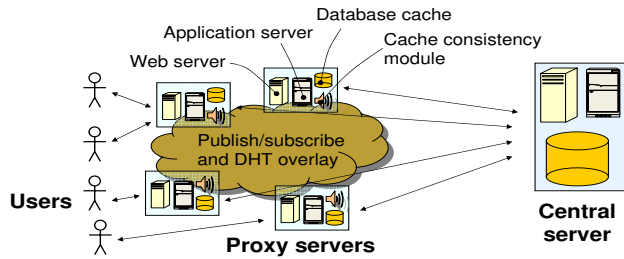 Database cache
Application server
Cache consistency
module
Web server
Publish/subscribe
and DHT overlay
Users
Proxy servers
Central
server